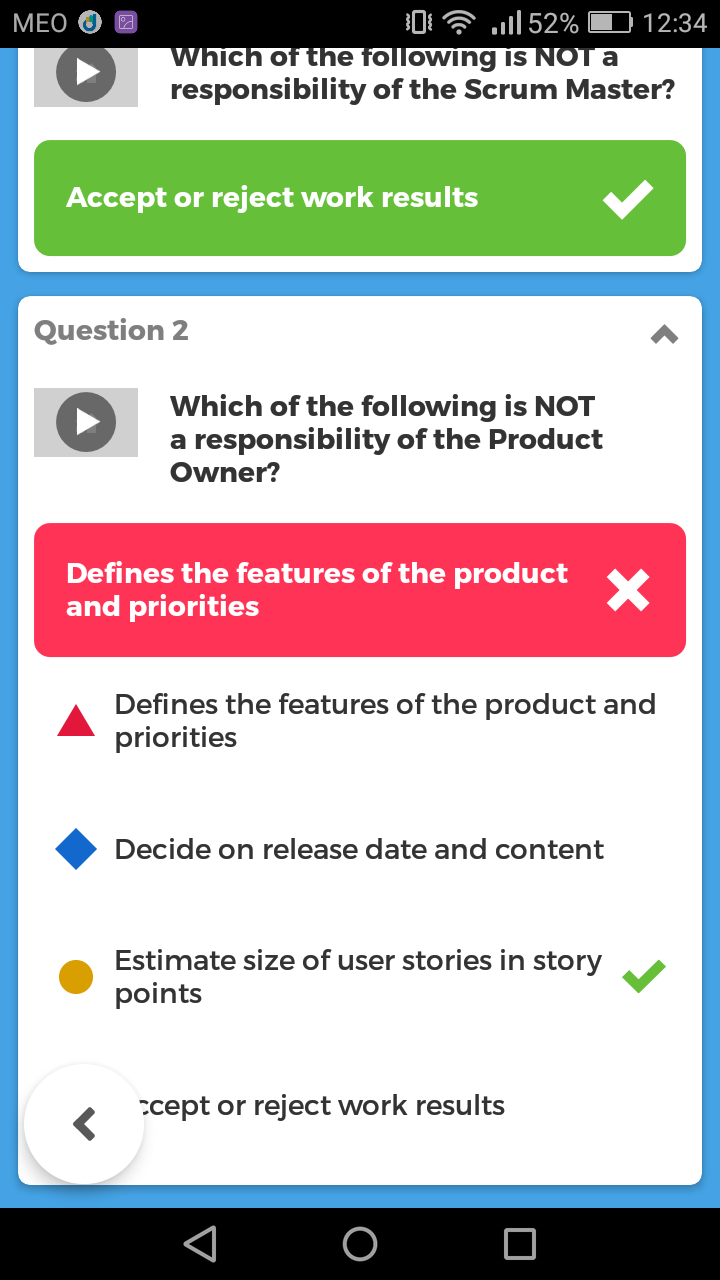 MEO 52% 12:34
Which of the following is NOT a
responsibility of the Scrum Master?
Accept or reject work results
Question 2
Which of the following is NOT
a responsibility of the Product
Owner?
Defines the features of the product
and priorities
Defines the features of the product and
priorities
Decide on release date and content
Estimate size of user stories in story
points
ccept or reject work results